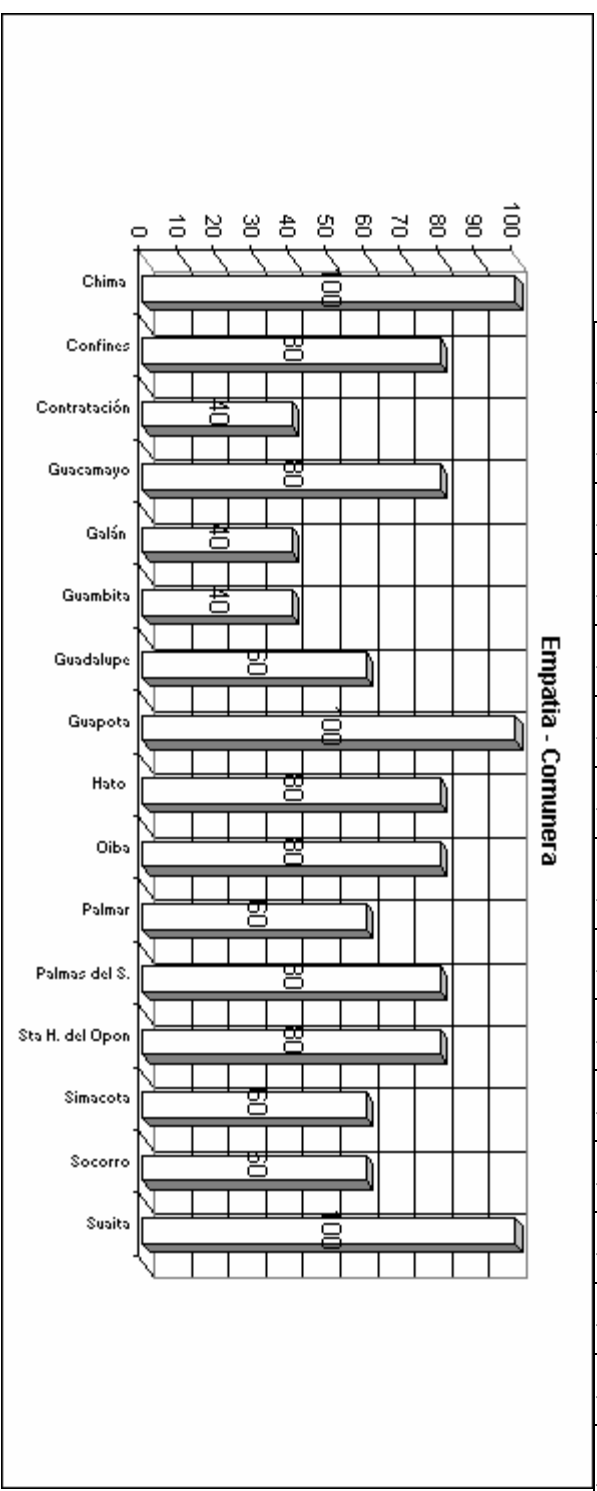 Empatia - Comunera
100
90
80
70
60
50
40
30
20
10
0
100
80
40
80
40
40
60
100
80
80
60
80
80
60
60
100
Chima
Confines
Contratación
Guacamayo
Galán
Guambita
Guadalupe
Guapota
Hato
Oiba
Palmar
Palmas del S.
Sta H. del Opon
Simacota
Socorro
Suaita